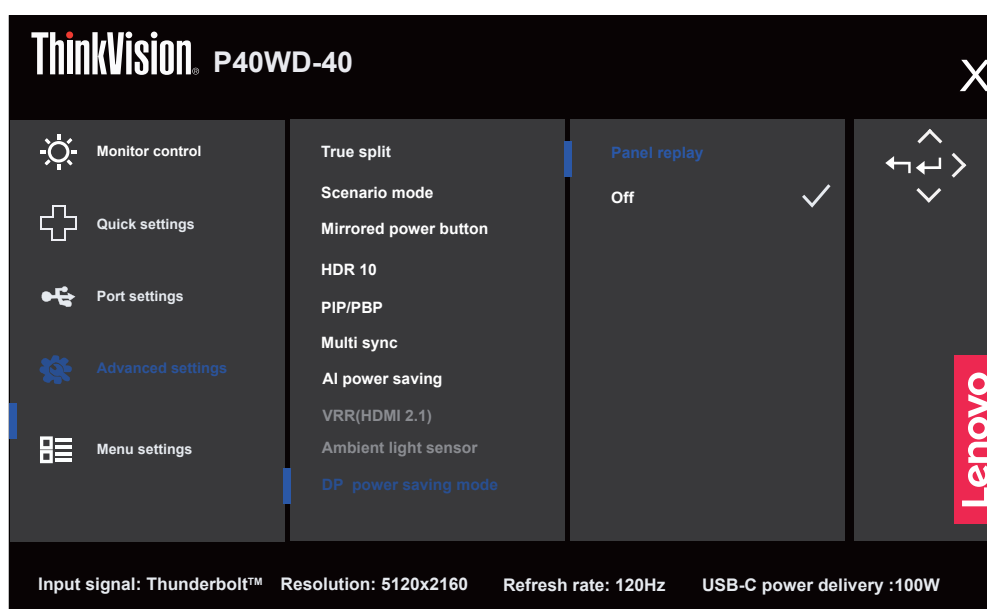 ThinkVision® P40WD-40
X
Monitor control
Quick settings
Port settings
Advanced settings
Menu settings
True split
Scenario mode
Mirrored power button
HDR 10
PIP/PBP
Multi sync
AI power saving
VRR(HDMI 2.1)
Ambient light sensor
DP power saving mode
Panel replay
Off
Lenovo
Input signal: Thunderbolt™ Resolution: 5120x2160 Refresh rate: 120Hz USB-C power delivery :100W